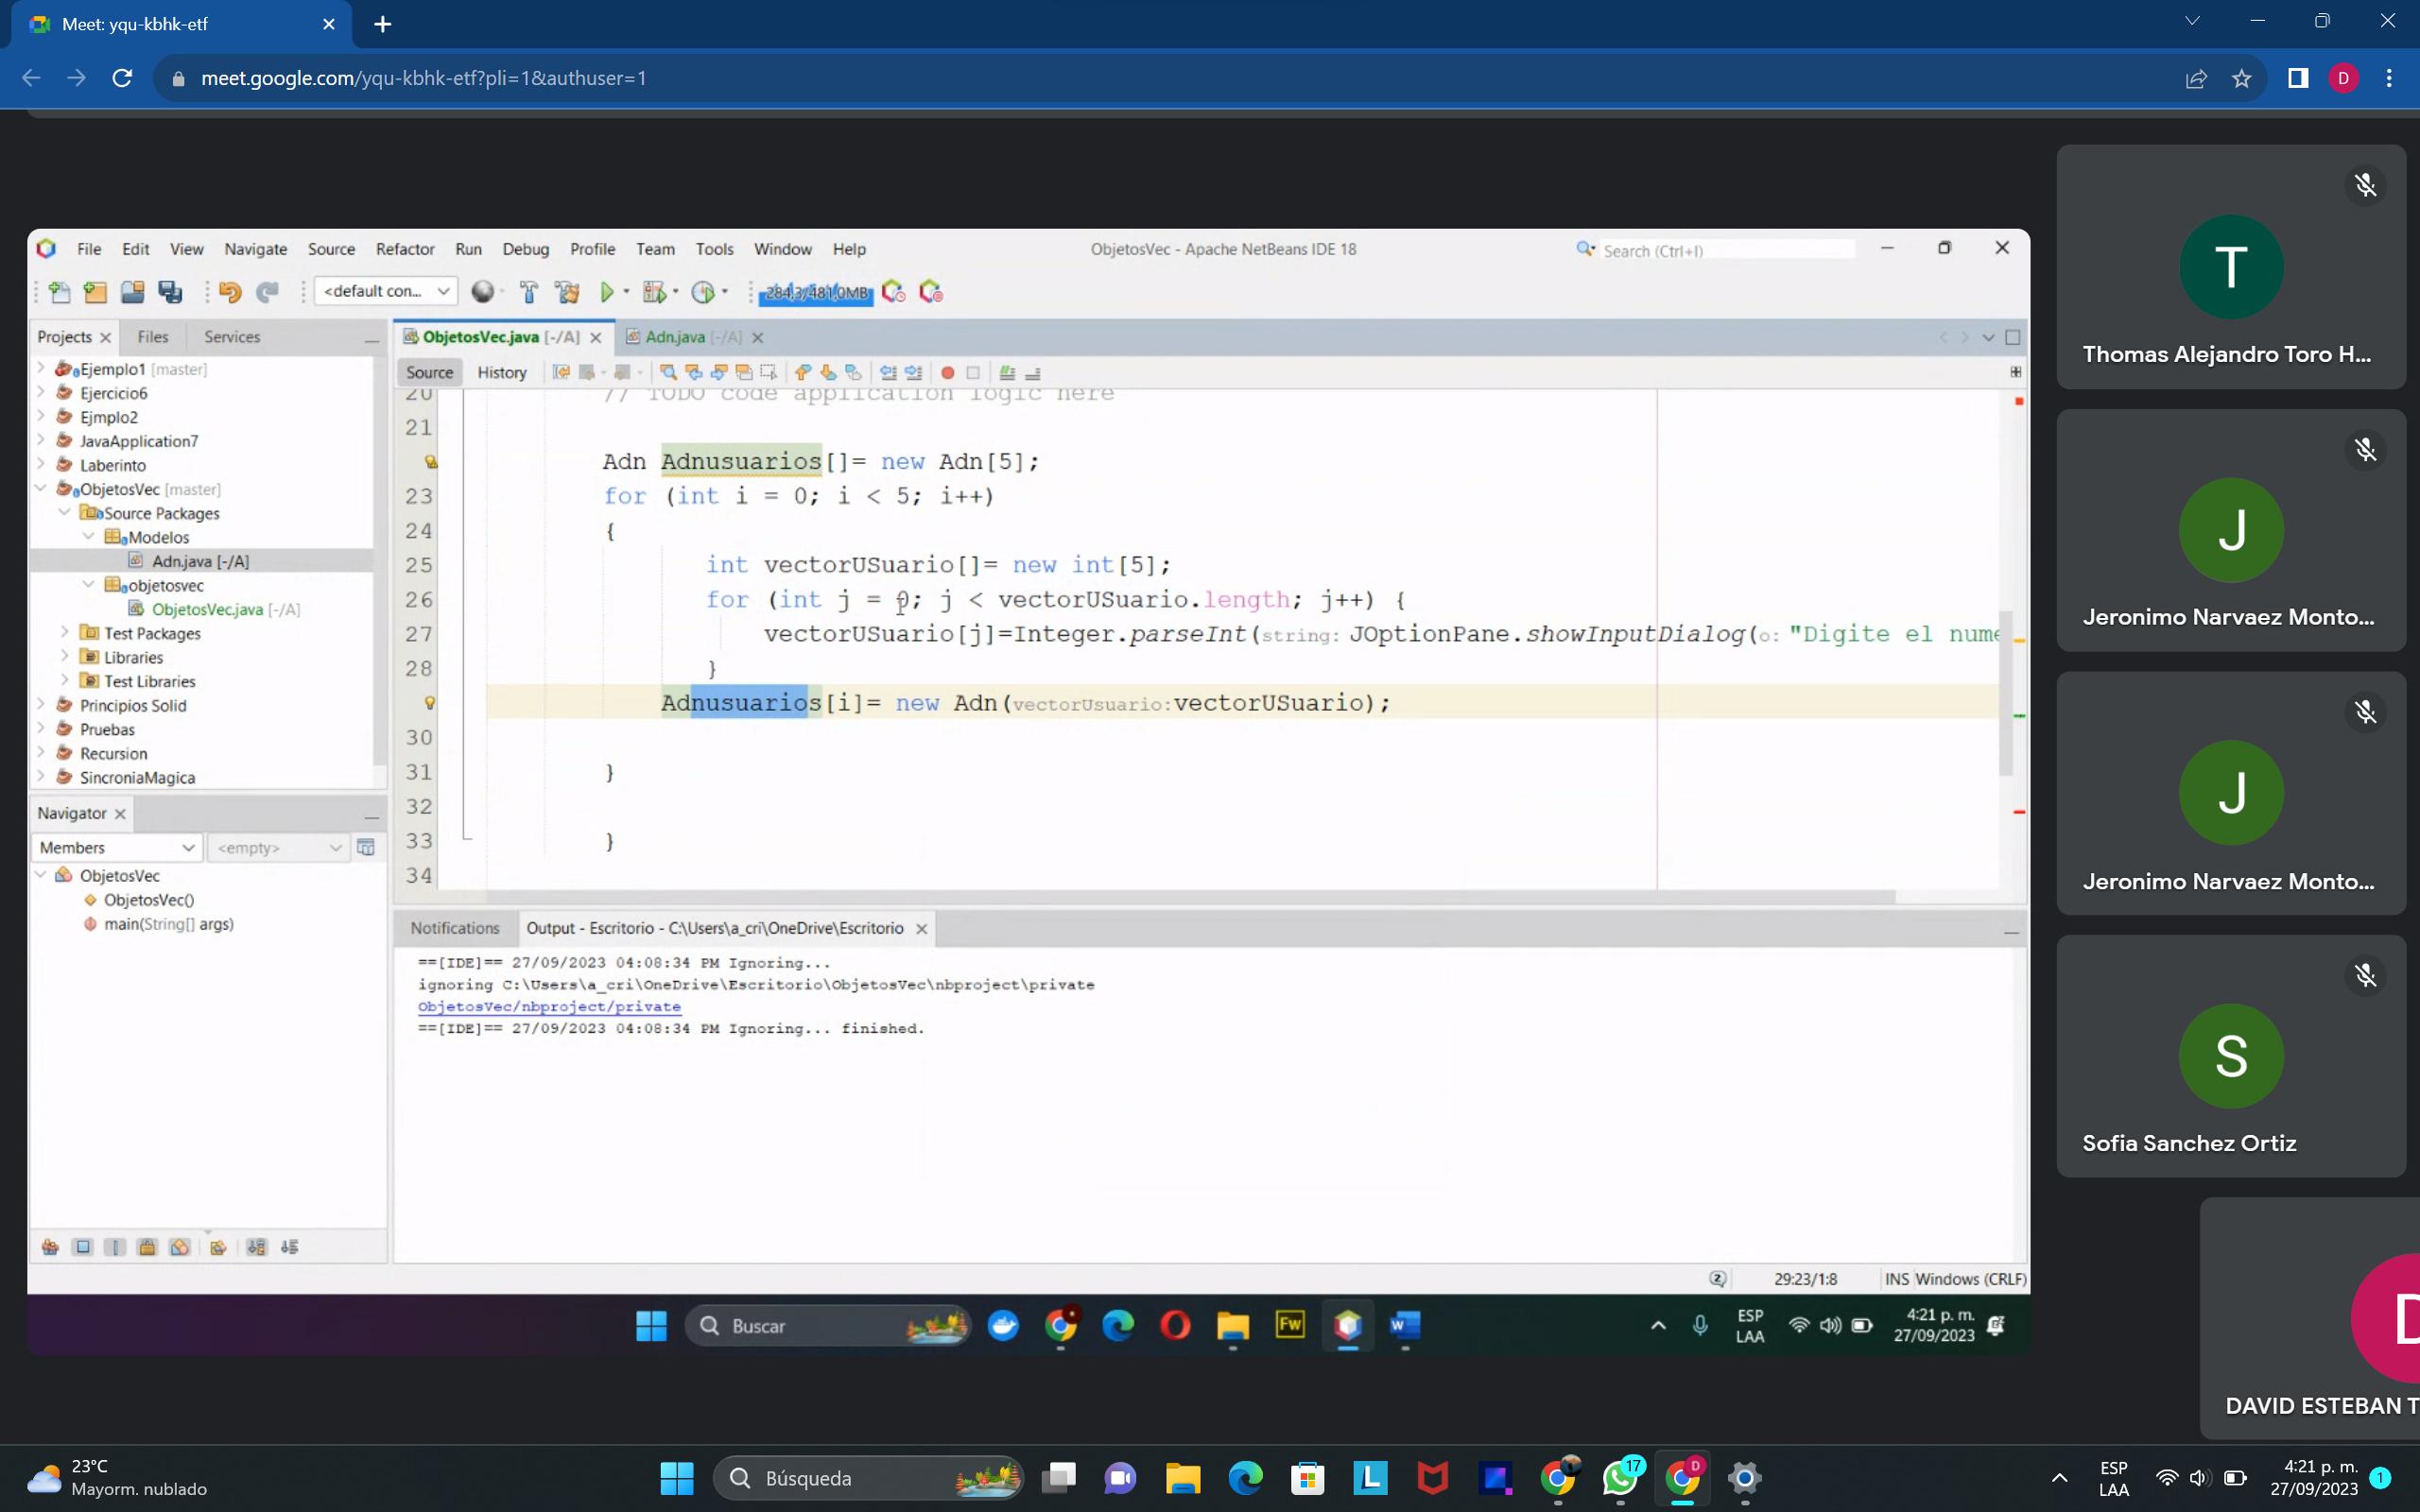 Meet: yqu-kbhk-etf
meet.google.com/yqu-kbhk-etf?pli=1&authuser=1
D
File Edit View Navigate Source Refactor Run Debug Profile Team Tools Window Help
ObjetosVec - Apache NetBeans IDE 18
Search (Ctrl+I)
<default con...
284,3/481,0MB
Projects Files Services
ObjetosVec.java [-/A] Adn.java [-/A]
Source History
Ejemplo1 [master]
Ejercicio6
Ejmplo2
JavaApplication7
Laberinto
ObjetosVec [master]
Source Packages
Modelos
Adn.java [-/A]
objetosvec
ObjetosVec.java [-/A]
Test Packages
Libraries
Test Libraries
Principios Solid
Pruebas
Recursion
SincroniaMagica
20 // TODO code application logic here
21
Adn Adnusuarios[]= new Adn[5];
23 for (int i = 0; i < 5; i++)
24 {
25 int vectorUSuario[]= new int[5];
26 for (int j = 0; j < vectorUSuario.length; j++) {
27 vectorUSuario[j]=Integer.parseInt(string: JOptionPane.showInputDialog(o: "Digite el nume
28 }
Adnusuarios[i]= new Adn(vectorUsuario:vectorUSuario);
30
31 }
32
33 }
34
Navigator
Members <empty>
ObjetosVec
ObjetosVec()
main(String[] args)
Notifications Output - Escritorio - C:\Users\a_cri\OneDrive\Escritorio
==[IDE]== 27/09/2023 04:08:34 PM Ignoring...
ignoring C:\Users\a_cri\OneDrive\Escritorio\ObjetosVec\nbproject\private
ObjetosVec/nbproject/private
==[IDE]== 27/09/2023 04:08:34 PM Ignoring... finished.
2
29:23/1:8 INS Windows (CRLF)
Buscar
Fw
W
ESP
LAA
4:21 p. m.
27/09/2023
T
Thomas Alejandro Toro H...
J
Jeronimo Narvaez Monto...
J
Jeronimo Narvaez Monto...
S
Sofia Sanchez Ortiz
D
DAVID ESTEBAN T
23°C
Mayorm. nublado
Búsqueda
L
17
D
ESP
LAA
4:21 p. m.
27/09/2023
1